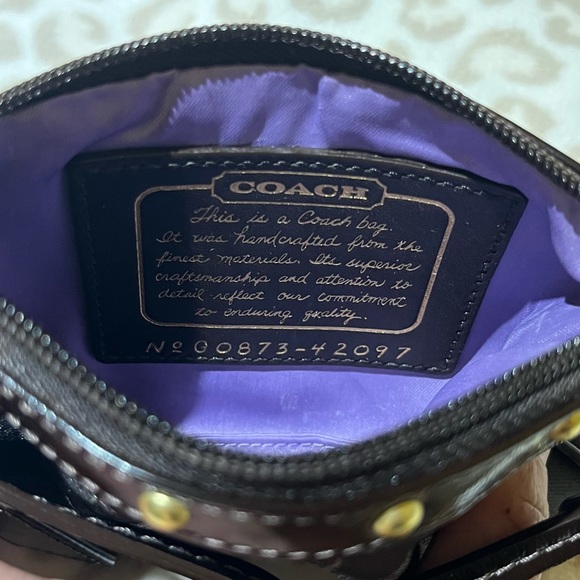 COACH
This is a Coach bag.
It was handcrafted from the
finest materials. Its superior
craftsmanship and attention to
detail reflect our commitment
to enduring quality.
No 00873-42097